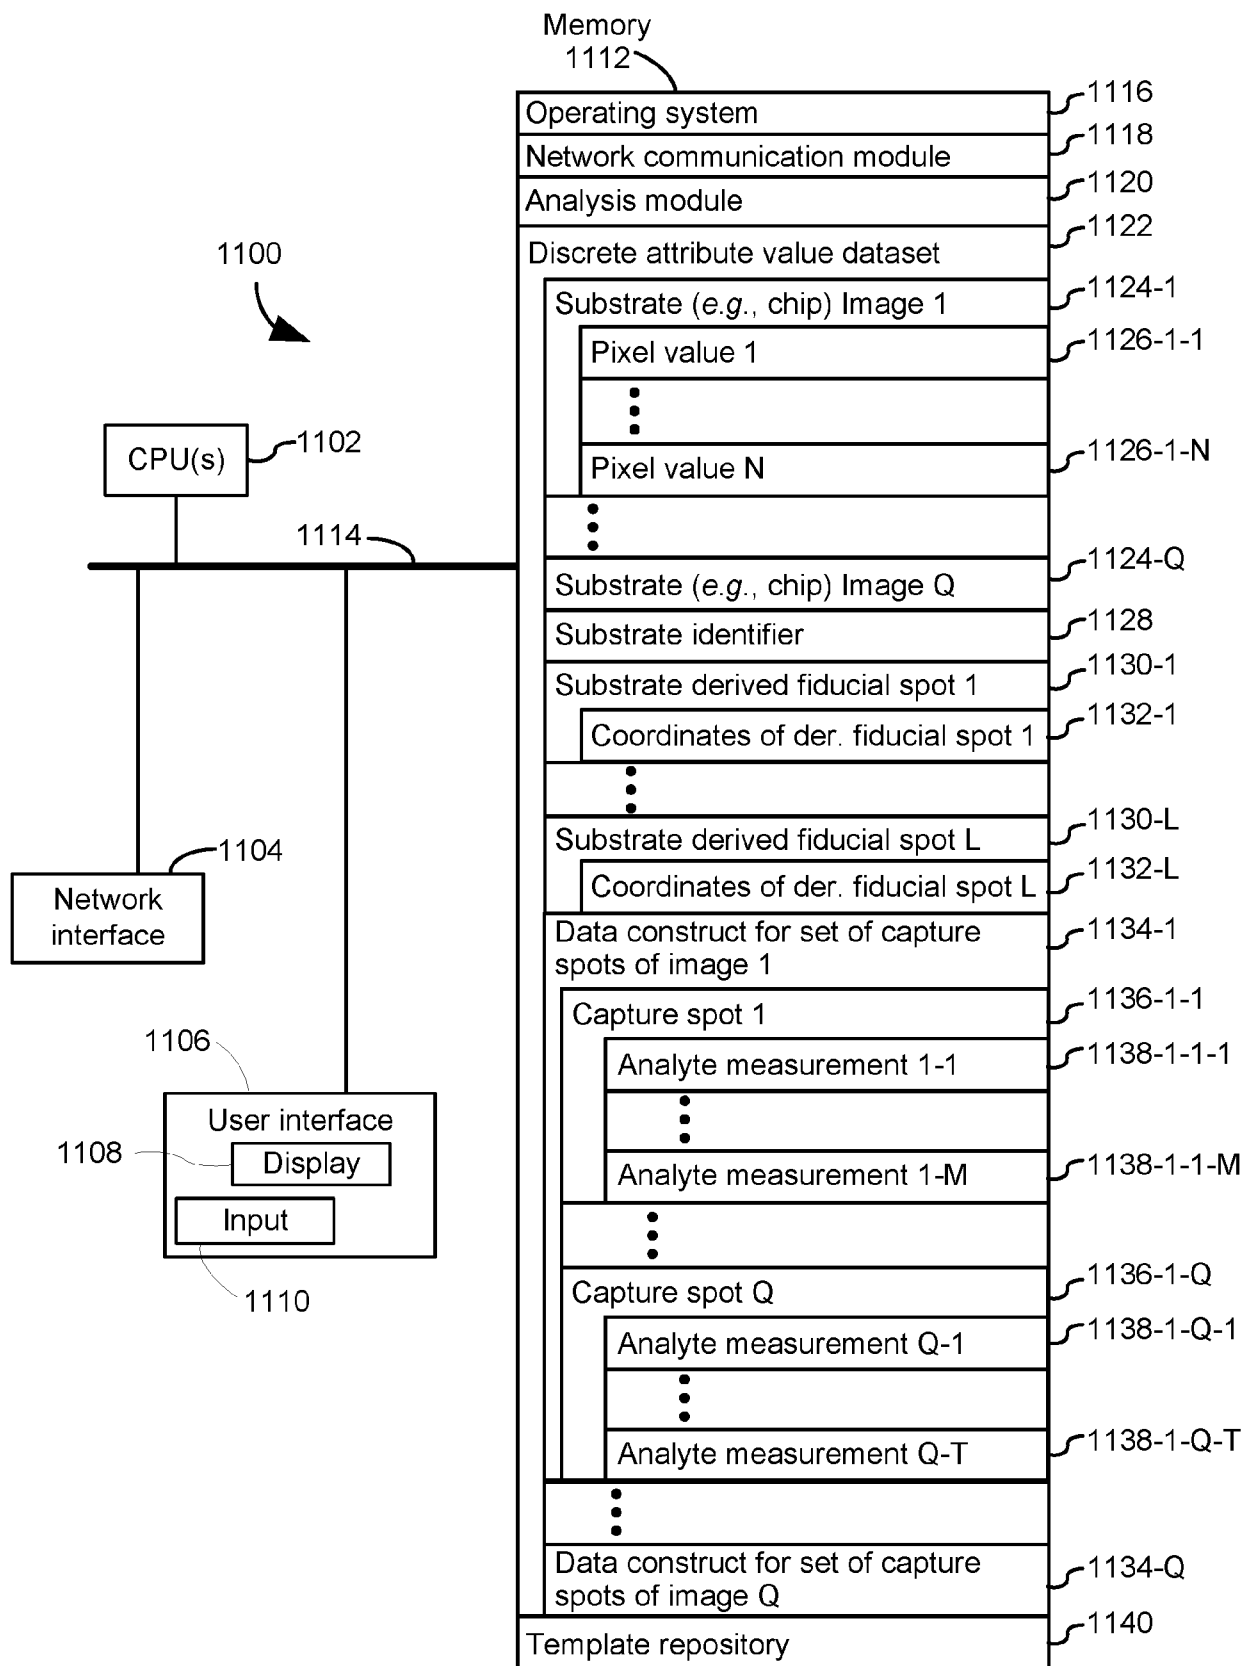 Memory
1112
Operating system
1116
Network communication module
1118
Analysis module
1120
Discrete attribute value dataset
1122
Substrate (e.g., chip) Image 1
1124-1
Pixel value 1
1126-1-1
Pixel value N
1126-1-N
Substrate (e.g., chip) Image Q
1124-Q
Substrate identifier
1128
Substrate derived fiducial spot 1
1130-1
Coordinates of der. fiducial spot 1
1132-1
Substrate derived fiducial spot L
1130-L
Coordinates of der. fiducial spot L
1132-L
Data construct for set of capture
spots of image 1
1134-1
Capture spot 1
1136-1-1
Analyte measurement 1-1
1138-1-1-1
Analyte measurement 1-M
1138-1-1-M
Capture spot Q
1136-1-Q
Analyte measurement Q-1
1138-1-Q-1
Analyte measurement Q-T
1138-1-Q-T
Data construct for set of capture
spots of image Q
1134-Q
Template repository
1140
1100
CPU(s)
1102
1114
1104
Network
interface
1106
User interface
1108
Display
Input
1110